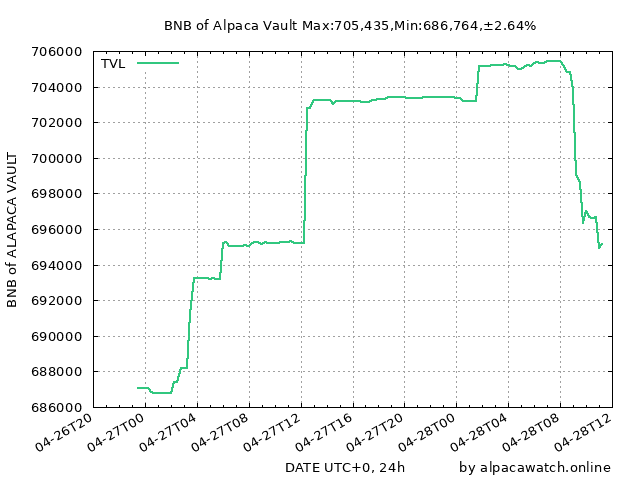 BNB of Alpaca Vault Max:705,435,Min:686,764,±2.64%
706000
704000
702000
700000
698000
696000
694000
692000
690000
688000
686000
TVL
BNB of ALAPACA VAULT
04-26T20
04-27T00
04-27T04
04-27T08
04-27T12
04-27T16
04-27T20
04-28T00
04-28T04
04-28T08
04-28T12
DATE UTC+0, 24h
by alpacawatch.online